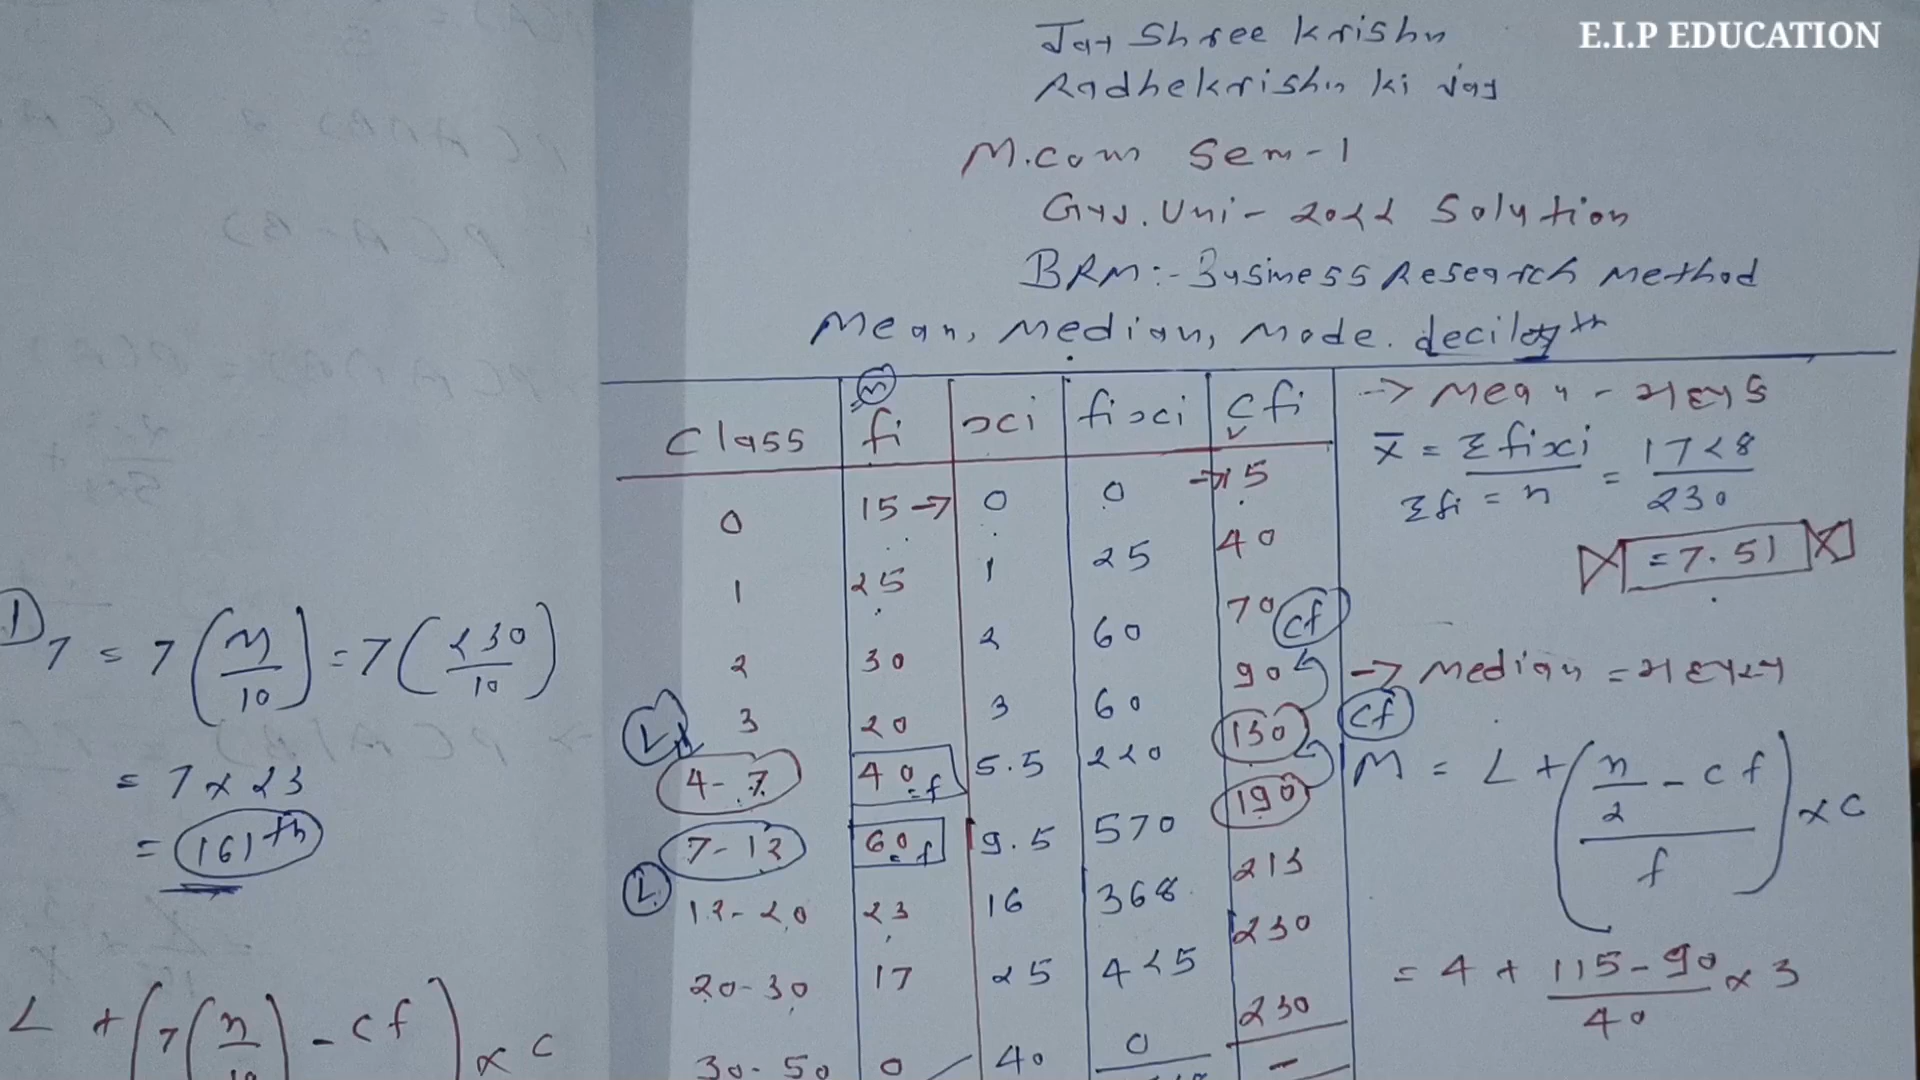 E.I.P EDUCATION
Jay Shree Krishn
Radhekrishn ki Jay
M.com Sem-1
Guj. Uni - 2022 Solution
BRM:- Business Research Method
Mean, Median, Mode. decile 7th
Class | fi | xi | fixi | cfi
0 | 15 → | 0 | 0 | → 15
1 | 25 | 1 | 25 | 40
2 | 30 | 2 | 60 | 70
3 | 20 | 3 | 60 | 90 cf
L 4-7 | 40 = f | 5.5 | 220 | 130 cf
L 7-12 | 60 = f | 9.5 | 570 | 190
12-20 | 23 | 16 | 368 | 213
20-30 | 17 | 25 | 425 | 230
30-50 | 0 | 40 | 0 | 230
→ Mean - મધ્યક
x̄ = Σfixi / Σfi = n = 1728 / 230
= 7.51
→ Median = મધ્યસ્થ
M = L + (n/2 - cf / f) × c
= 4 + 115 - 90 / 40 × 3
D7 = 7 (n/10) = 7 (230/10)
= 7 × 23
= 161th
L + (7 (n/10) - cf) × c